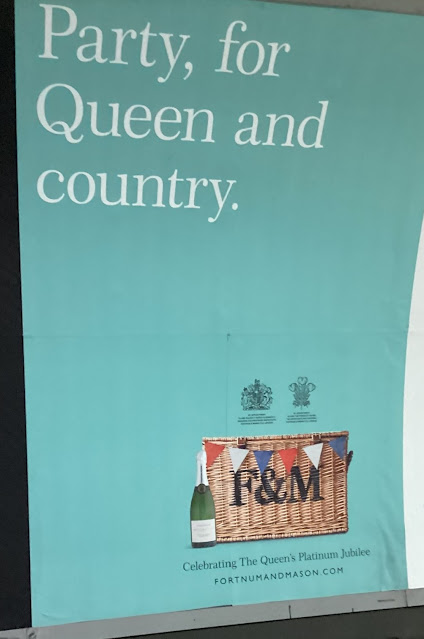 Party, for
Queen and
country.
F&M
Celebrating The Queen's Platinum Jubilee
FORTNUMANDMASON.COM